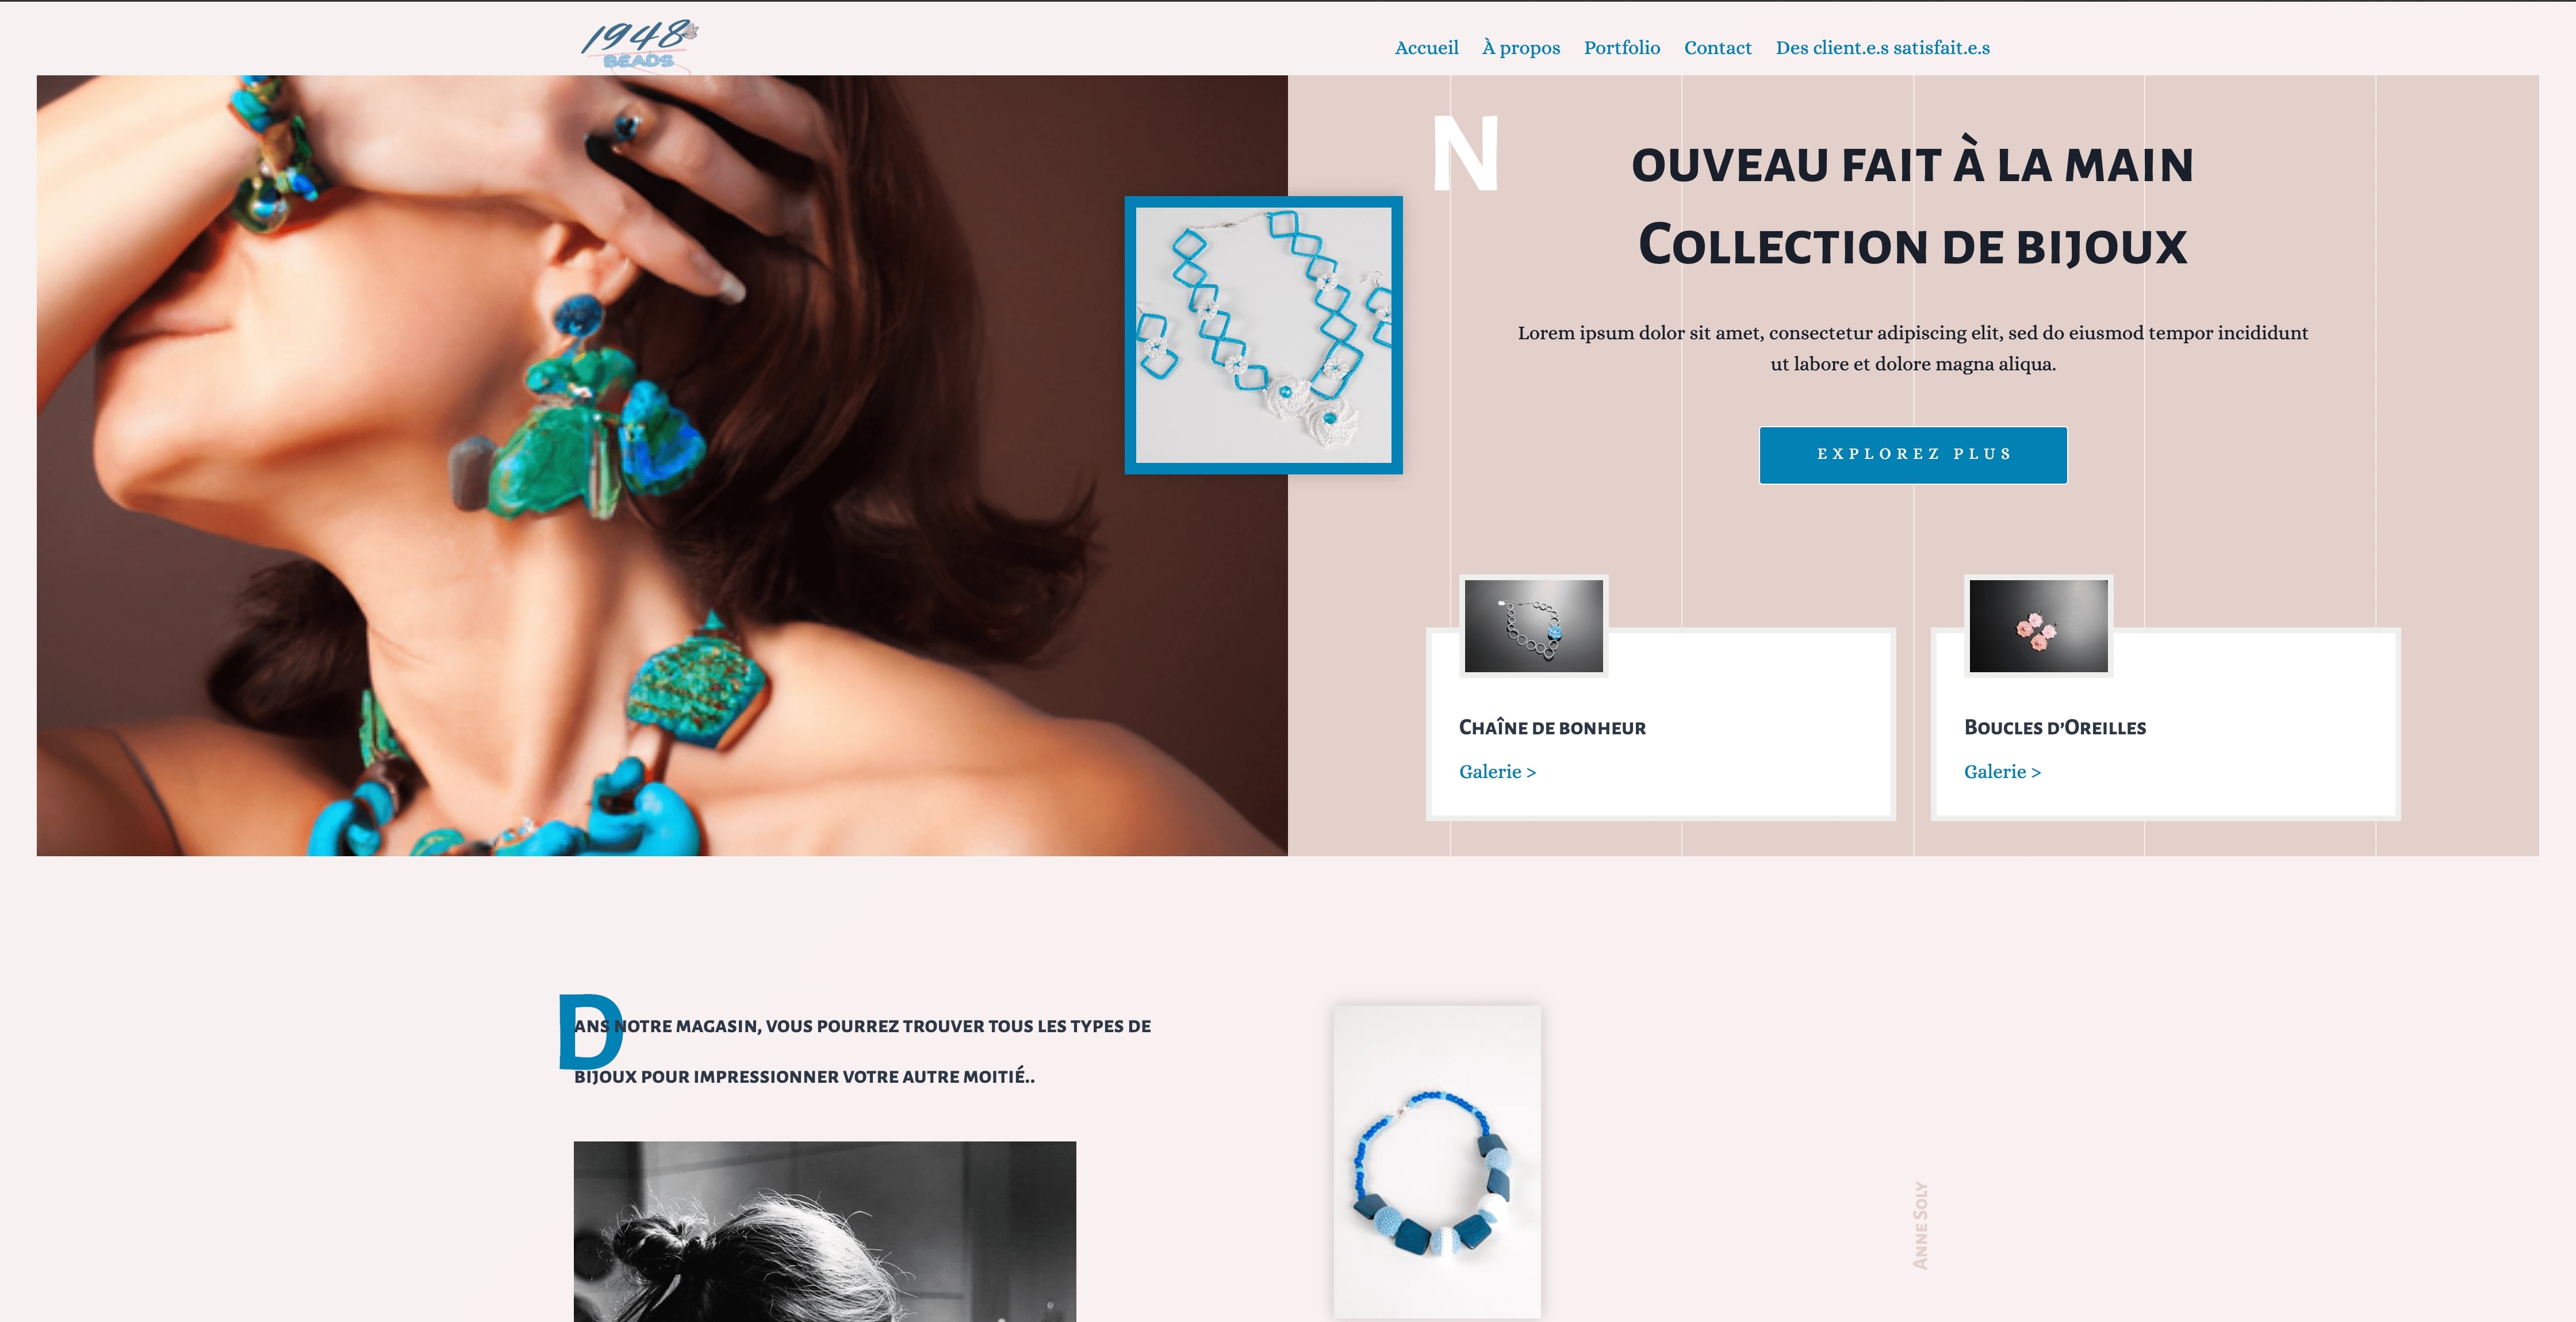 1948
BEADS
Accueil À propos Portfolio Contact Des client.e.s satisfait.e.s
NOUVEAU FAIT À LA MAIN
COLLECTION DE BIJOUX
Lorem ipsum dolor sit amet, consectetur adipiscing elit, sed do eiusmod tempor incididunt
ut labore et dolore magna aliqua.
EXPLOREZ PLUS
CHAÎNE DE BONHEUR
Galerie >
BOUCLES D’OREILLES
Galerie >
DANS NOTRE MAGASIN, VOUS POURREZ TROUVER TOUS LES TYPES DE
BIJOUX POUR IMPRESSIONNER VOTRE AUTRE MOITIÉ..
ANNE SOLY